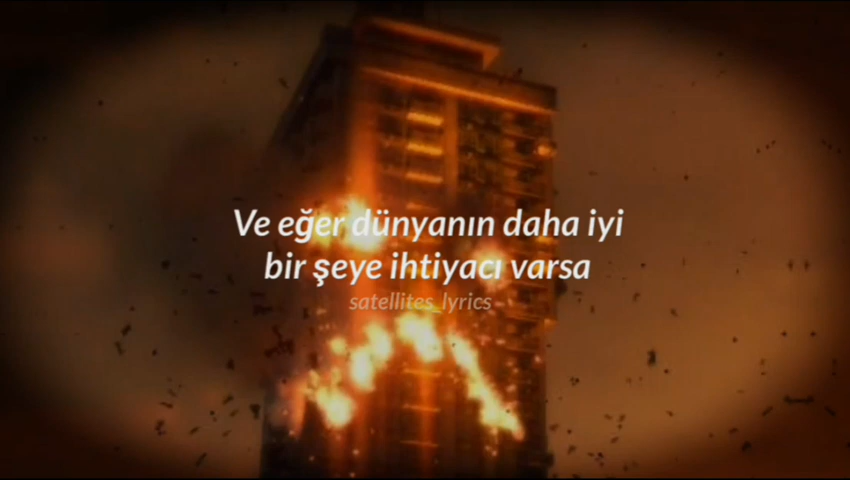 Ve eğer dünyanın daha iyi
bir şeye ihtiyacı varsa
satellites_lyrics